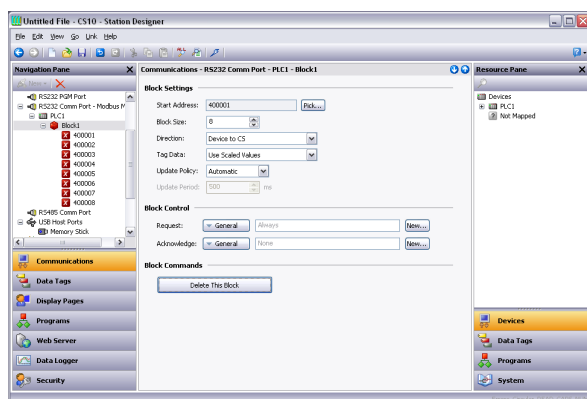 Untitled File - CS10 - Station Designer
File Edit View Go Link Help
Navigation Pane
Communications - RS232 Comm Port - PLC1 - Block1
Resource Pane
RS232 PGM Port
RS232 Comm Port - Modbus M
PLC1
Block1
400001
400002
400003
400004
400005
400006
400007
400008
RS485 Comm Port
USB Host Ports
Memory Stick
Communications
Data Tags
Display Pages
Programs
Web Server
Data Logger
Security
Block Settings
Start Address: 400001 Pick...
Block Size: 8
Direction: Device to CS
Tag Data: Use Scaled Values
Update Policy: Automatic
Update Period: 500 ms
Block Control
Request: General Always New...
Acknowledge: General None New...
Block Commands
Delete This Block
Devices
PLC1
Not Mapped
Devices
Data Tags
Programs
System